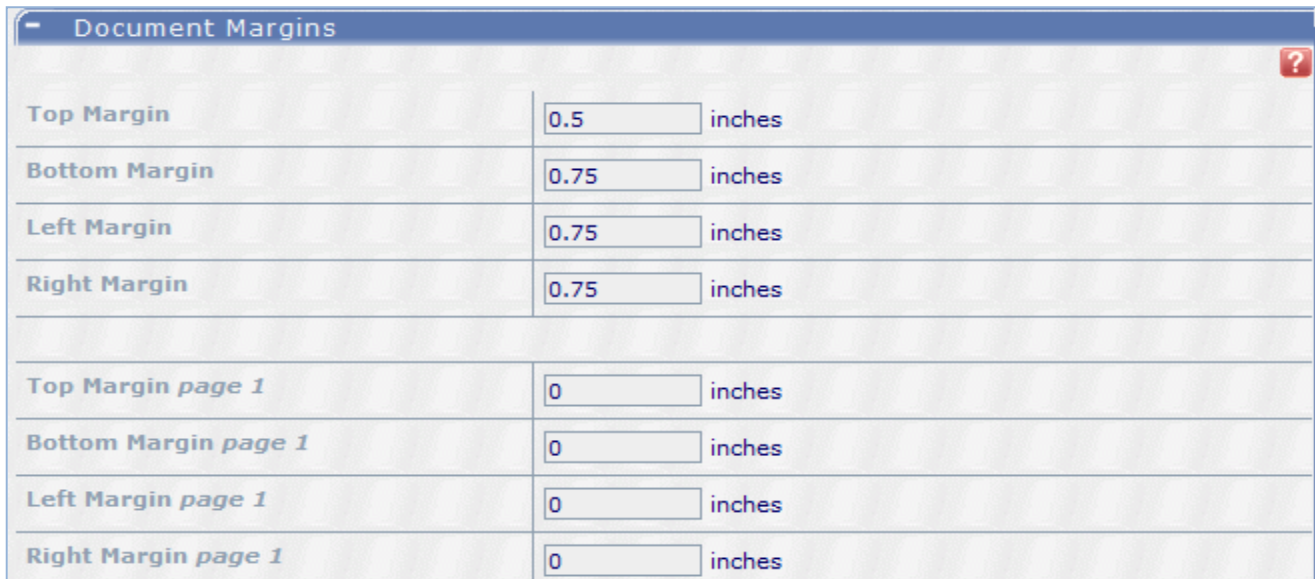 - Document Margins
?
Top Margin 0.5 inches
Bottom Margin 0.75 inches
Left Margin 0.75 inches
Right Margin 0.75 inches
Top Margin page 1 0 inches
Bottom Margin page 1 0 inches
Left Margin page 1 0 inches
Right Margin page 1 0 inches